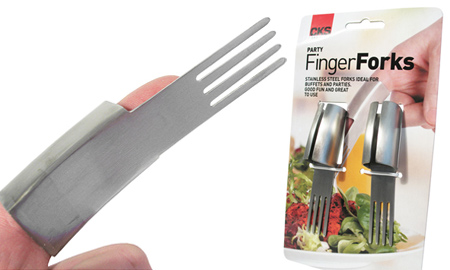 CKS
PARTY
FingerForks
STAINLESS STEEL FORKS IDEAL FOR
BUFFETS AND PARTIES.
GOOD FUN AND GREAT
TO USE